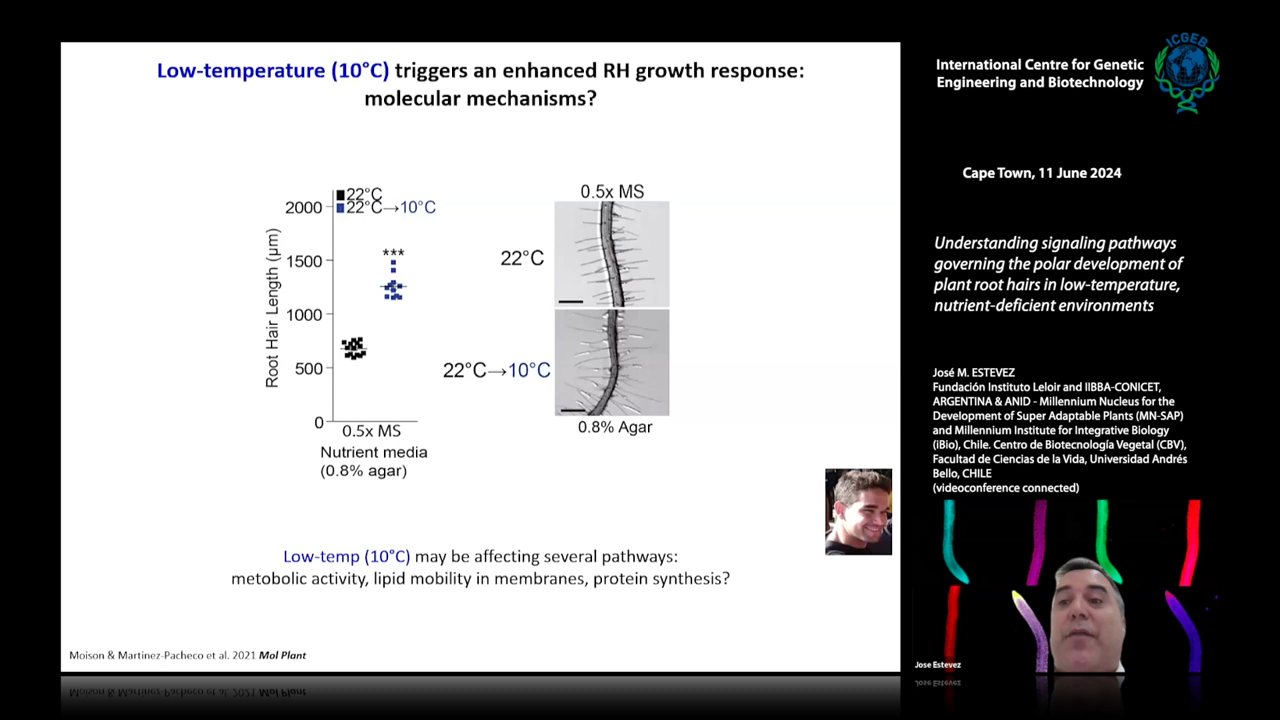 Low-temperature (10°C) triggers an enhanced RH growth response:
molecular mechanisms?
22°C
22°C→10°C
2000
1500
1000
500
0
Root Hair Length (µm)
***
0.5x MS
Nutrient media
(0.8% agar)
0.5x MS
22°C
22°C→10°C
0.8% Agar
Low-temp (10°C) may be affecting several pathways:
metabolic activity, lipid mobility in membranes, protein synthesis?
Moison & Martinez-Pacheco et al. 2021 Mol Plant
International Centre for Genetic
Engineering and Biotechnology
ICGEB
Cape Town, 11 June 2024
Understanding signaling pathways
governing the polar development of
plant root hairs in low-temperature,
nutrient-deficient environments
José M. ESTEVEZ
Fundación Instituto Leloir and IIBBA-CONICET,
ARGENTINA & ANID - Millennium Nucleus for the
Development of Super Adaptable Plants (MN-SAP)
and Millennium Institute for Integrative Biology
(iBio), Chile. Centro de Biotecnología Vegetal (CBV),
Facultad de Ciencias de la Vida, Universidad Andrés
Bello, CHILE
(videoconference connected)
Jose Estevez